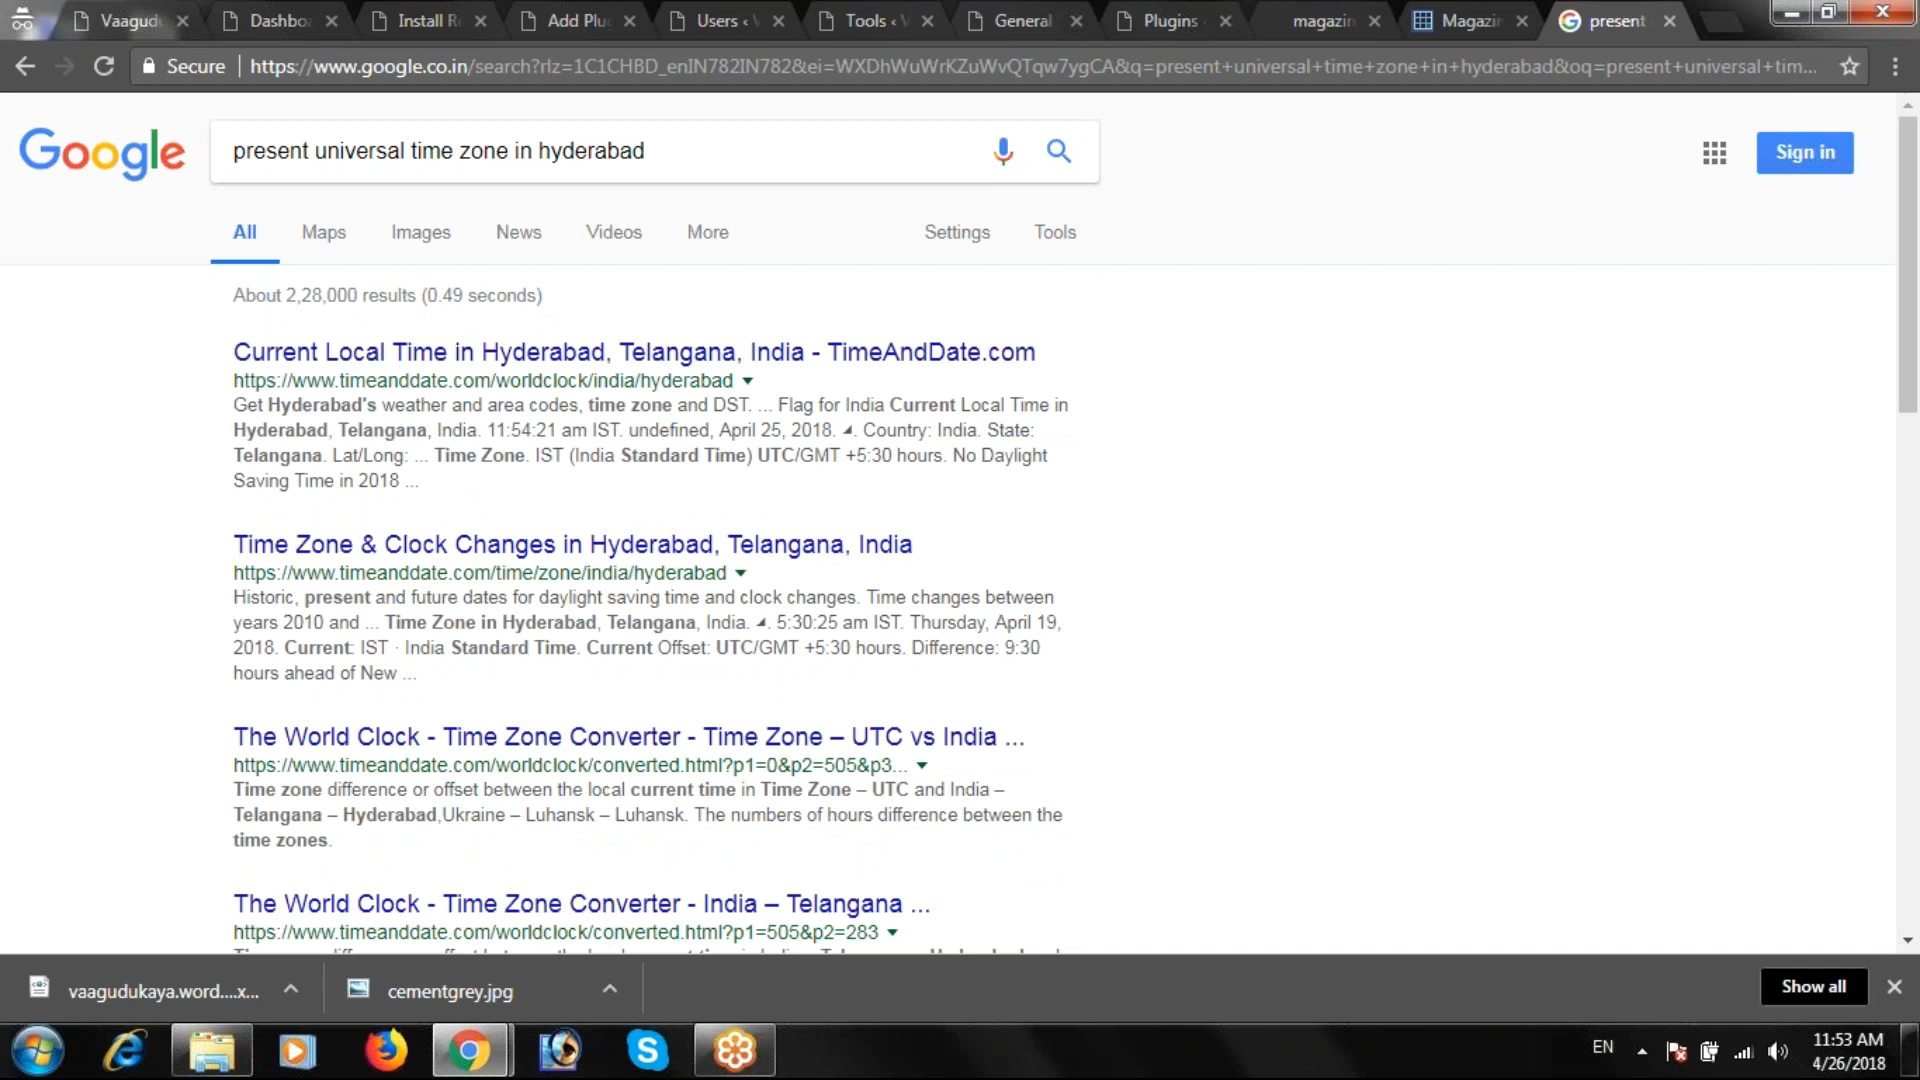 Vaagud
Dashbo
Install R
Add Plu
Users ‹
Tools ‹
General
Plugins
magazin
Magazin
present
Secure
https://www.google.co.in/search?rlz=1C1CHBD_enIN782IN782&ei=WXDhWuWrKZuWvQTqw7ygCA&q=present+universal+time+zone+in+hyderabad&oq=present+universal+tim...
Google
present universal time zone in hyderabad
Sign in
All
Maps
Images
News
Videos
More
Settings
Tools
About 2,28,000 results (0.49 seconds)
Current Local Time in Hyderabad, Telangana, India - TimeAndDate.com
https://www.timeanddate.com/worldclock/india/hyderabad
Get Hyderabad's weather and area codes, time zone and DST. ... Flag for India Current Local Time in
Hyderabad, Telangana, India. 11:54:21 am IST. undefined, April 25, 2018. ◢. Country: India. State:
Telangana. Lat/Long: ... Time Zone. IST (India Standard Time) UTC/GMT +5:30 hours. No Daylight
Saving Time in 2018 ...
Time Zone & Clock Changes in Hyderabad, Telangana, India
https://www.timeanddate.com/time/zone/india/hyderabad
Historic, present and future dates for daylight saving time and clock changes. Time changes between
years 2010 and ... Time Zone in Hyderabad, Telangana, India. ◢. 5:30:25 am IST. Thursday, April 19,
2018. Current: IST · India Standard Time. Current Offset: UTC/GMT +5:30 hours. Difference: 9:30
hours ahead of New ...
The World Clock - Time Zone Converter - Time Zone – UTC vs India ...
https://www.timeanddate.com/worldclock/converted.html?p1=0&p2=505&p3...
Time zone difference or offset between the local current time in Time Zone – UTC and India –
Telangana – Hyderabad,Ukraine – Luhansk – Luhansk. The numbers of hours difference between the
time zones.
The World Clock - Time Zone Converter - India – Telangana ...
https://www.timeanddate.com/worldclock/converted.html?p1=505&p2=283
vaagudukaya.word....x...
cementgrey.jpg
Show all
EN
11:53 AM
4/26/2018